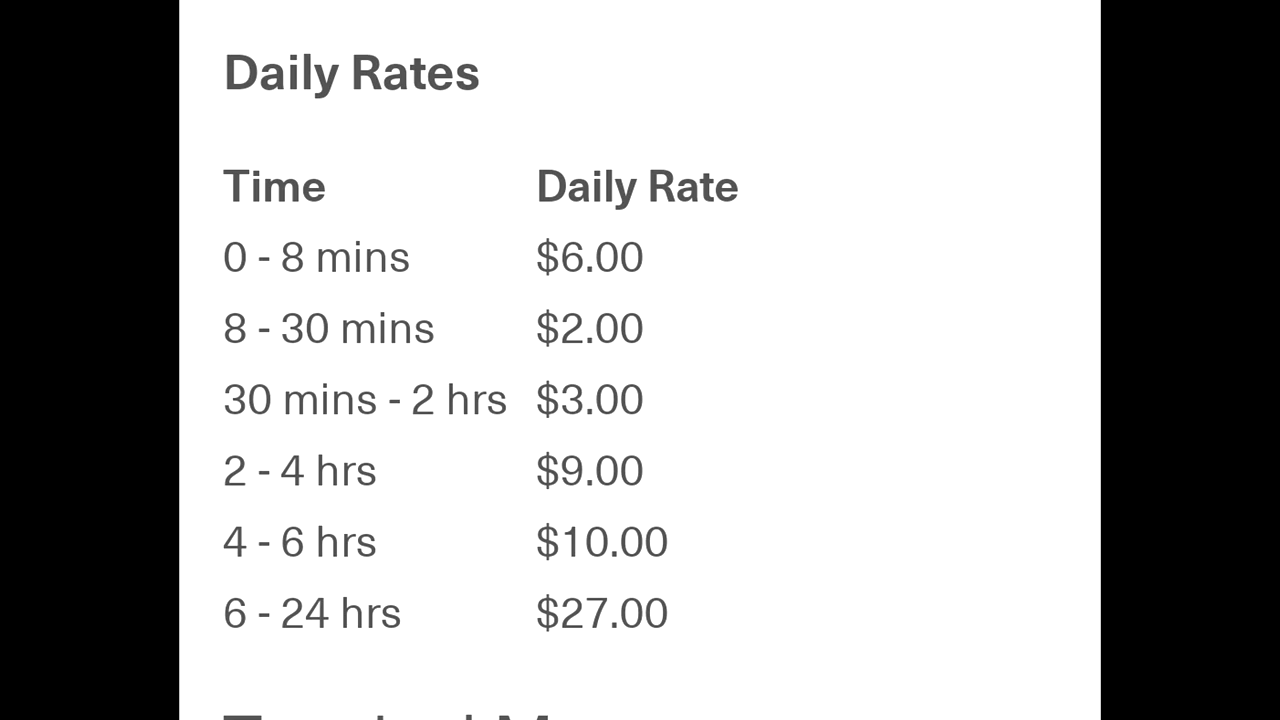 Daily Rates
Time Daily Rate
0 - 8 mins $6.00
8 - 30 mins $2.00
30 mins - 2 hrs $3.00
2 - 4 hrs $9.00
4 - 6 hrs $10.00
6 - 24 hrs $27.00